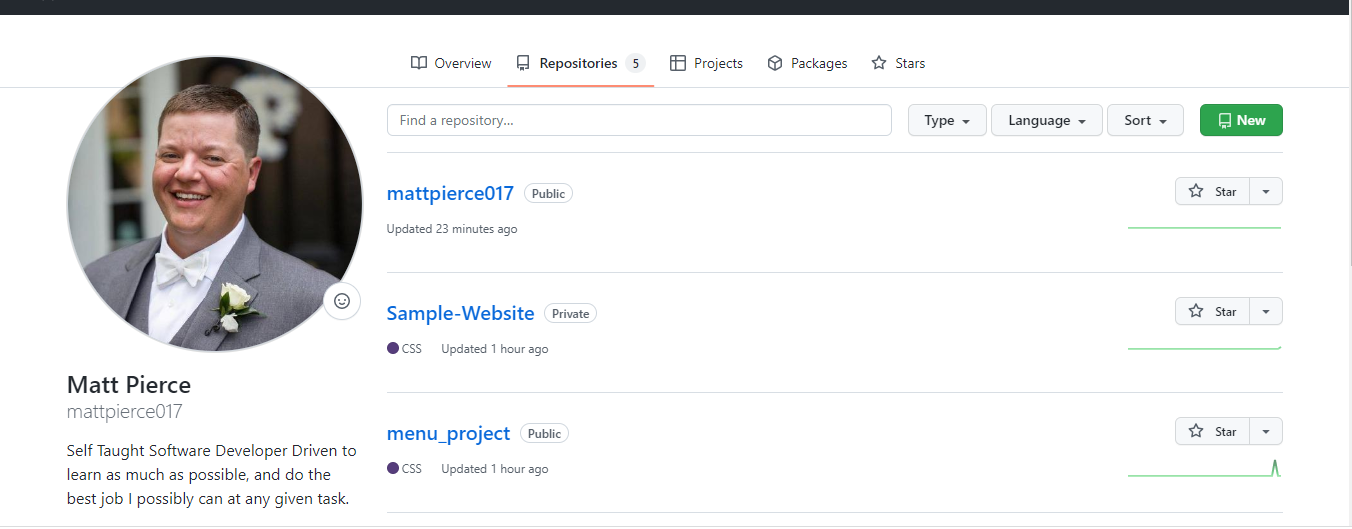 Overview Repositories 5 Projects Packages Stars
Find a repository... Type Language Sort New
mattpierce017 Public Star
Updated 23 minutes ago
Sample-Website Private Star
CSS Updated 1 hour ago
menu_project Public Star
CSS Updated 1 hour ago
Matt Pierce
mattpierce017
Self Taught Software Developer Driven to
learn as much as possible, and do the
best job I possibly can at any given task.